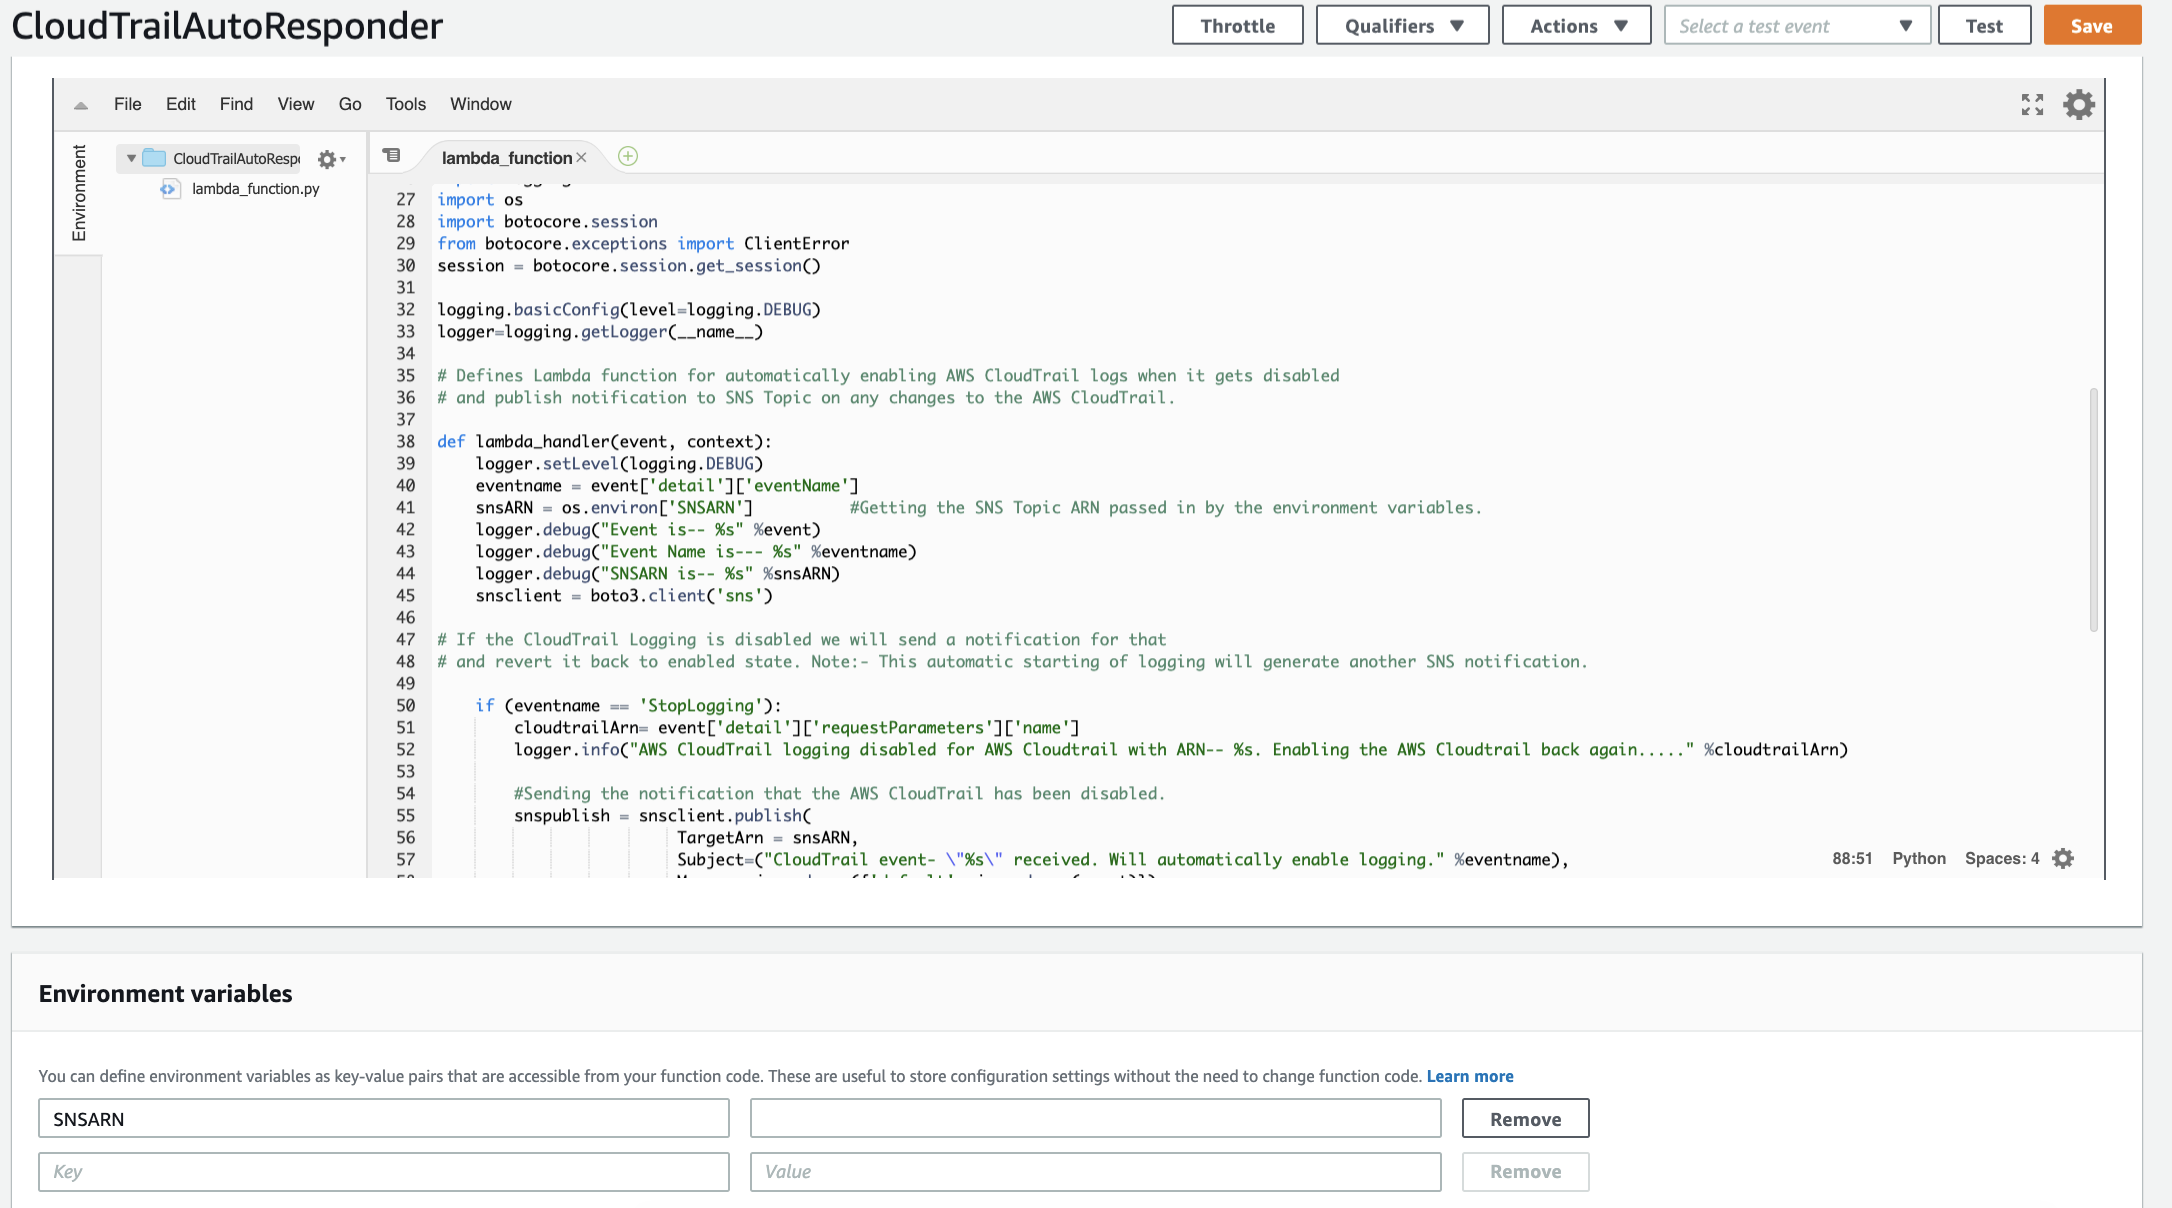 CloudTrailAutoResponder
Throttle
Qualifiers
Actions
Select a test event
Test
Save
File Edit Find View Go Tools Window
Environment
CloudTrailAutoRespo
lambda_function.py
lambda_function
27 import os
28 import botocore.session
29 from botocore.exceptions import ClientError
30 session = botocore.session.get_session()
31
32 logging.basicConfig(level=logging.DEBUG)
33 logger=logging.getLogger(__name__)
34
35 # Defines Lambda function for automatically enabling AWS CloudTrail logs when it gets disabled
36 # and publish notification to SNS Topic on any changes to the AWS CloudTrail.
37
38 def lambda_handler(event, context):
39     logger.setLevel(logging.DEBUG)
40     eventname = event['detail']['eventName']
41     snsARN = os.environ['SNSARN']          #Getting the SNS Topic ARN passed in by the environment variables.
42     logger.debug("Event is-- %s" %event)
43     logger.debug("Event Name is--- %s" %eventname)
44     logger.debug("SNSARN is-- %s" %snsARN)
45     snsclient = boto3.client('sns')
46
47 # If the CloudTrail Logging is disabled we will send a notification for that
48 # and revert it back to enabled state. Note:- This automatic starting of logging will generate another SNS notification.
49
50     if (eventname == 'StopLogging'):
51         cloudtrailArn= event['detail']['requestParameters']['name']
52         logger.info("AWS CloudTrail logging disabled for AWS Cloudtrail with ARN-- %s. Enabling the AWS Cloudtrail back again....." %cloudtrailArn)
53
54         #Sending the notification that the AWS CloudTrail has been disabled.
55         snspublish = snsclient.publish(
56                          TargetArn = snsARN,
57                          Subject=("CloudTrail event- \"%s\" received. Will automatically enable logging." %eventname),
88:51 Python Spaces: 4
Environment variables
You can define environment variables as key-value pairs that are accessible from your function code. These are useful to store configuration settings without the need to change function code. Learn more
SNSARN
Remove
Key
Value
Remove